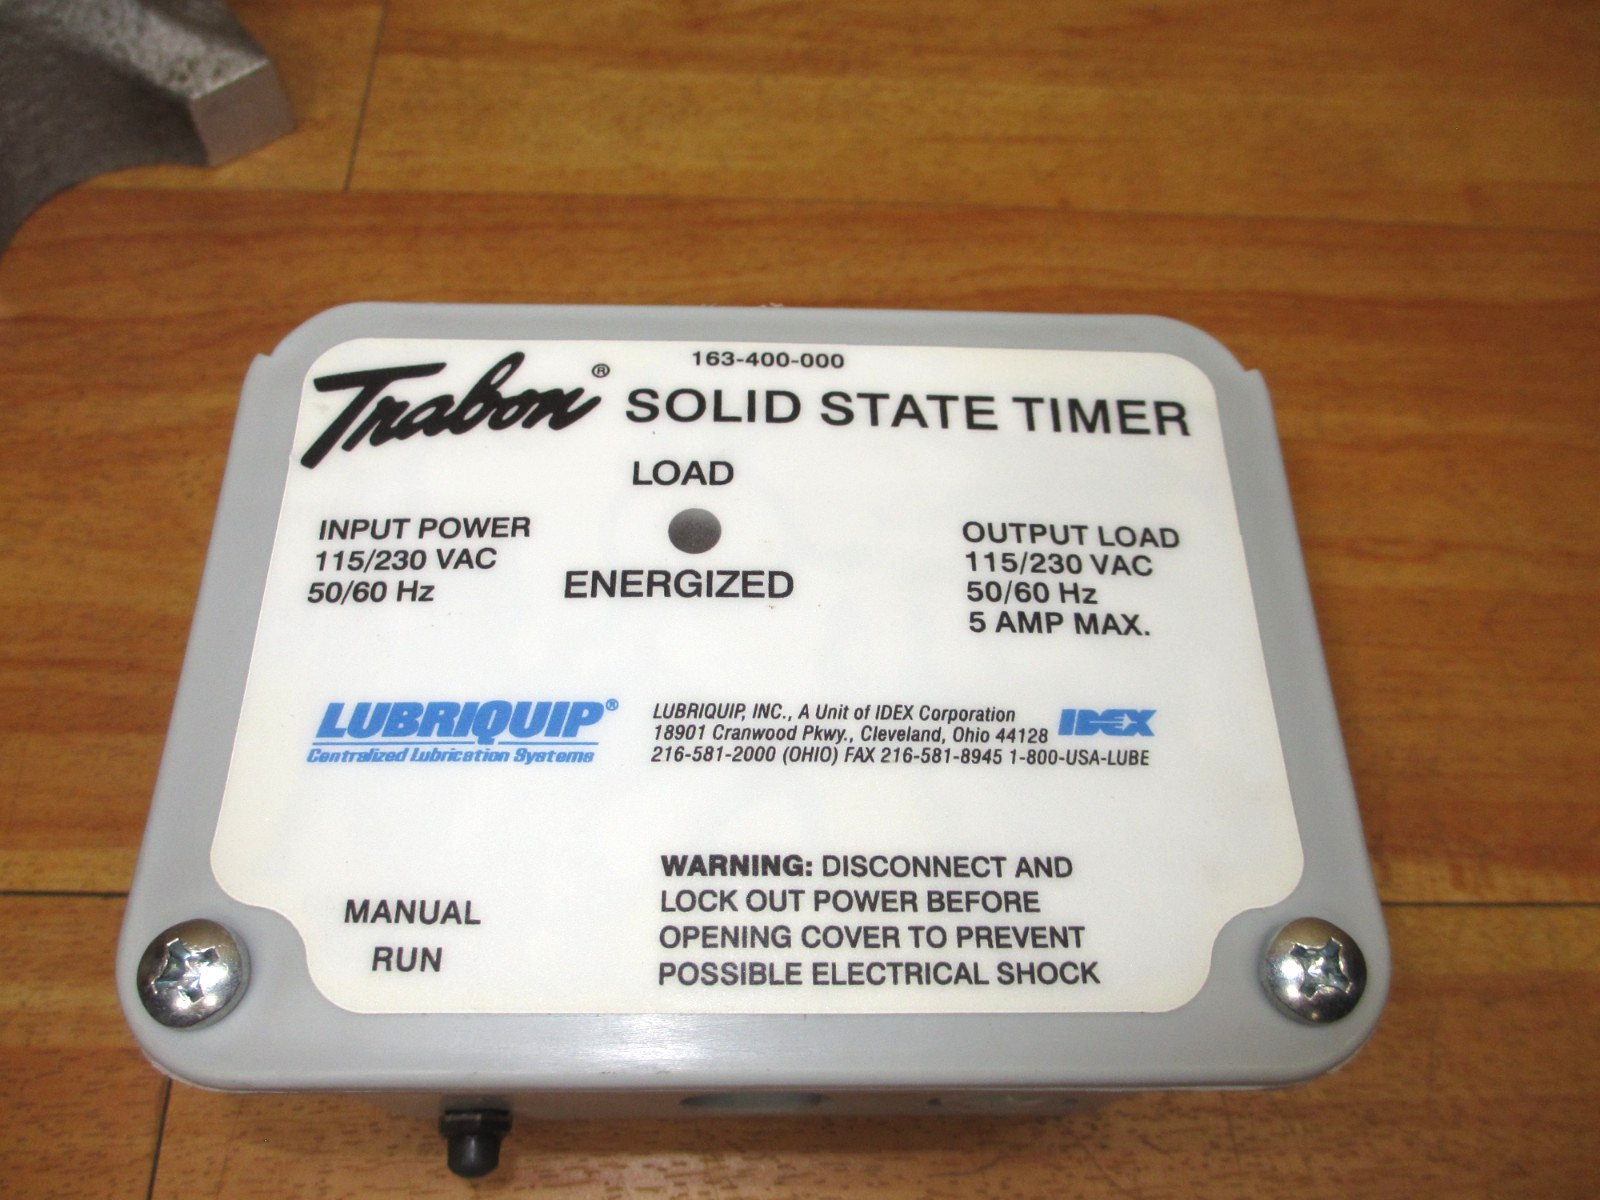 163-400-000
Trabon® SOLID STATE TIMER
LOAD
ENERGIZED
INPUT POWER
115/230 VAC
50/60 Hz
OUTPUT LOAD
115/230 VAC
50/60 Hz
5 AMP MAX.
LUBRIQUIP®
Centralized Lubrication Systems
LUBRIQUIP, INC., A Unit of IDEX Corporation
18901 Cranwood Pkwy., Cleveland, Ohio 44128
216-581-2000 (OHIO) FAX 216-581-8945 1-800-USA-LUBE
IDEX
MANUAL
RUN
WARNING: DISCONNECT AND
LOCK OUT POWER BEFORE
OPENING COVER TO PREVENT
POSSIBLE ELECTRICAL SHOCK